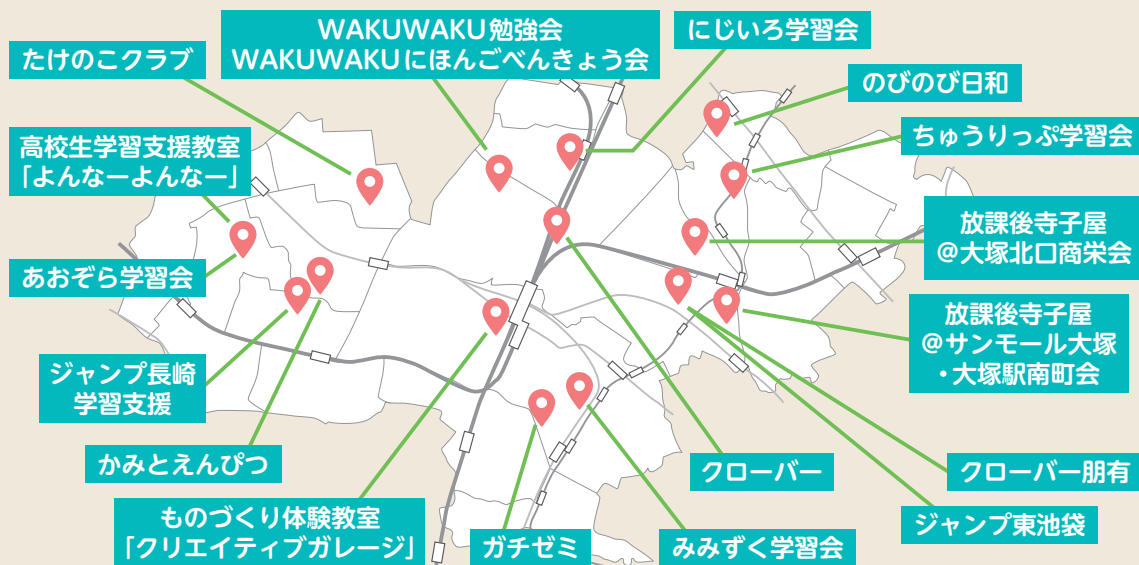 WAKUWAKU勉強会
WAKUWAKUにほんごべんきょう会
にじいろ学習会
たけのこクラブ
のびのび日和
ちゅうりっぷ学習会
高校生学習支援教室
「よんなーよんなー」
放課後寺子屋
@大塚北口商栄会
あおぞら学習会
放課後寺子屋
@サンモール大塚
・大塚駅南町会
ジャンプ長崎
学習支援
かみとえんぴつ
クローバー
クローバー朋有
ものづくり体験教室
「クリエイティブガレージ」
ガチゼミ
みみずく学習会
ジャンプ東池袋